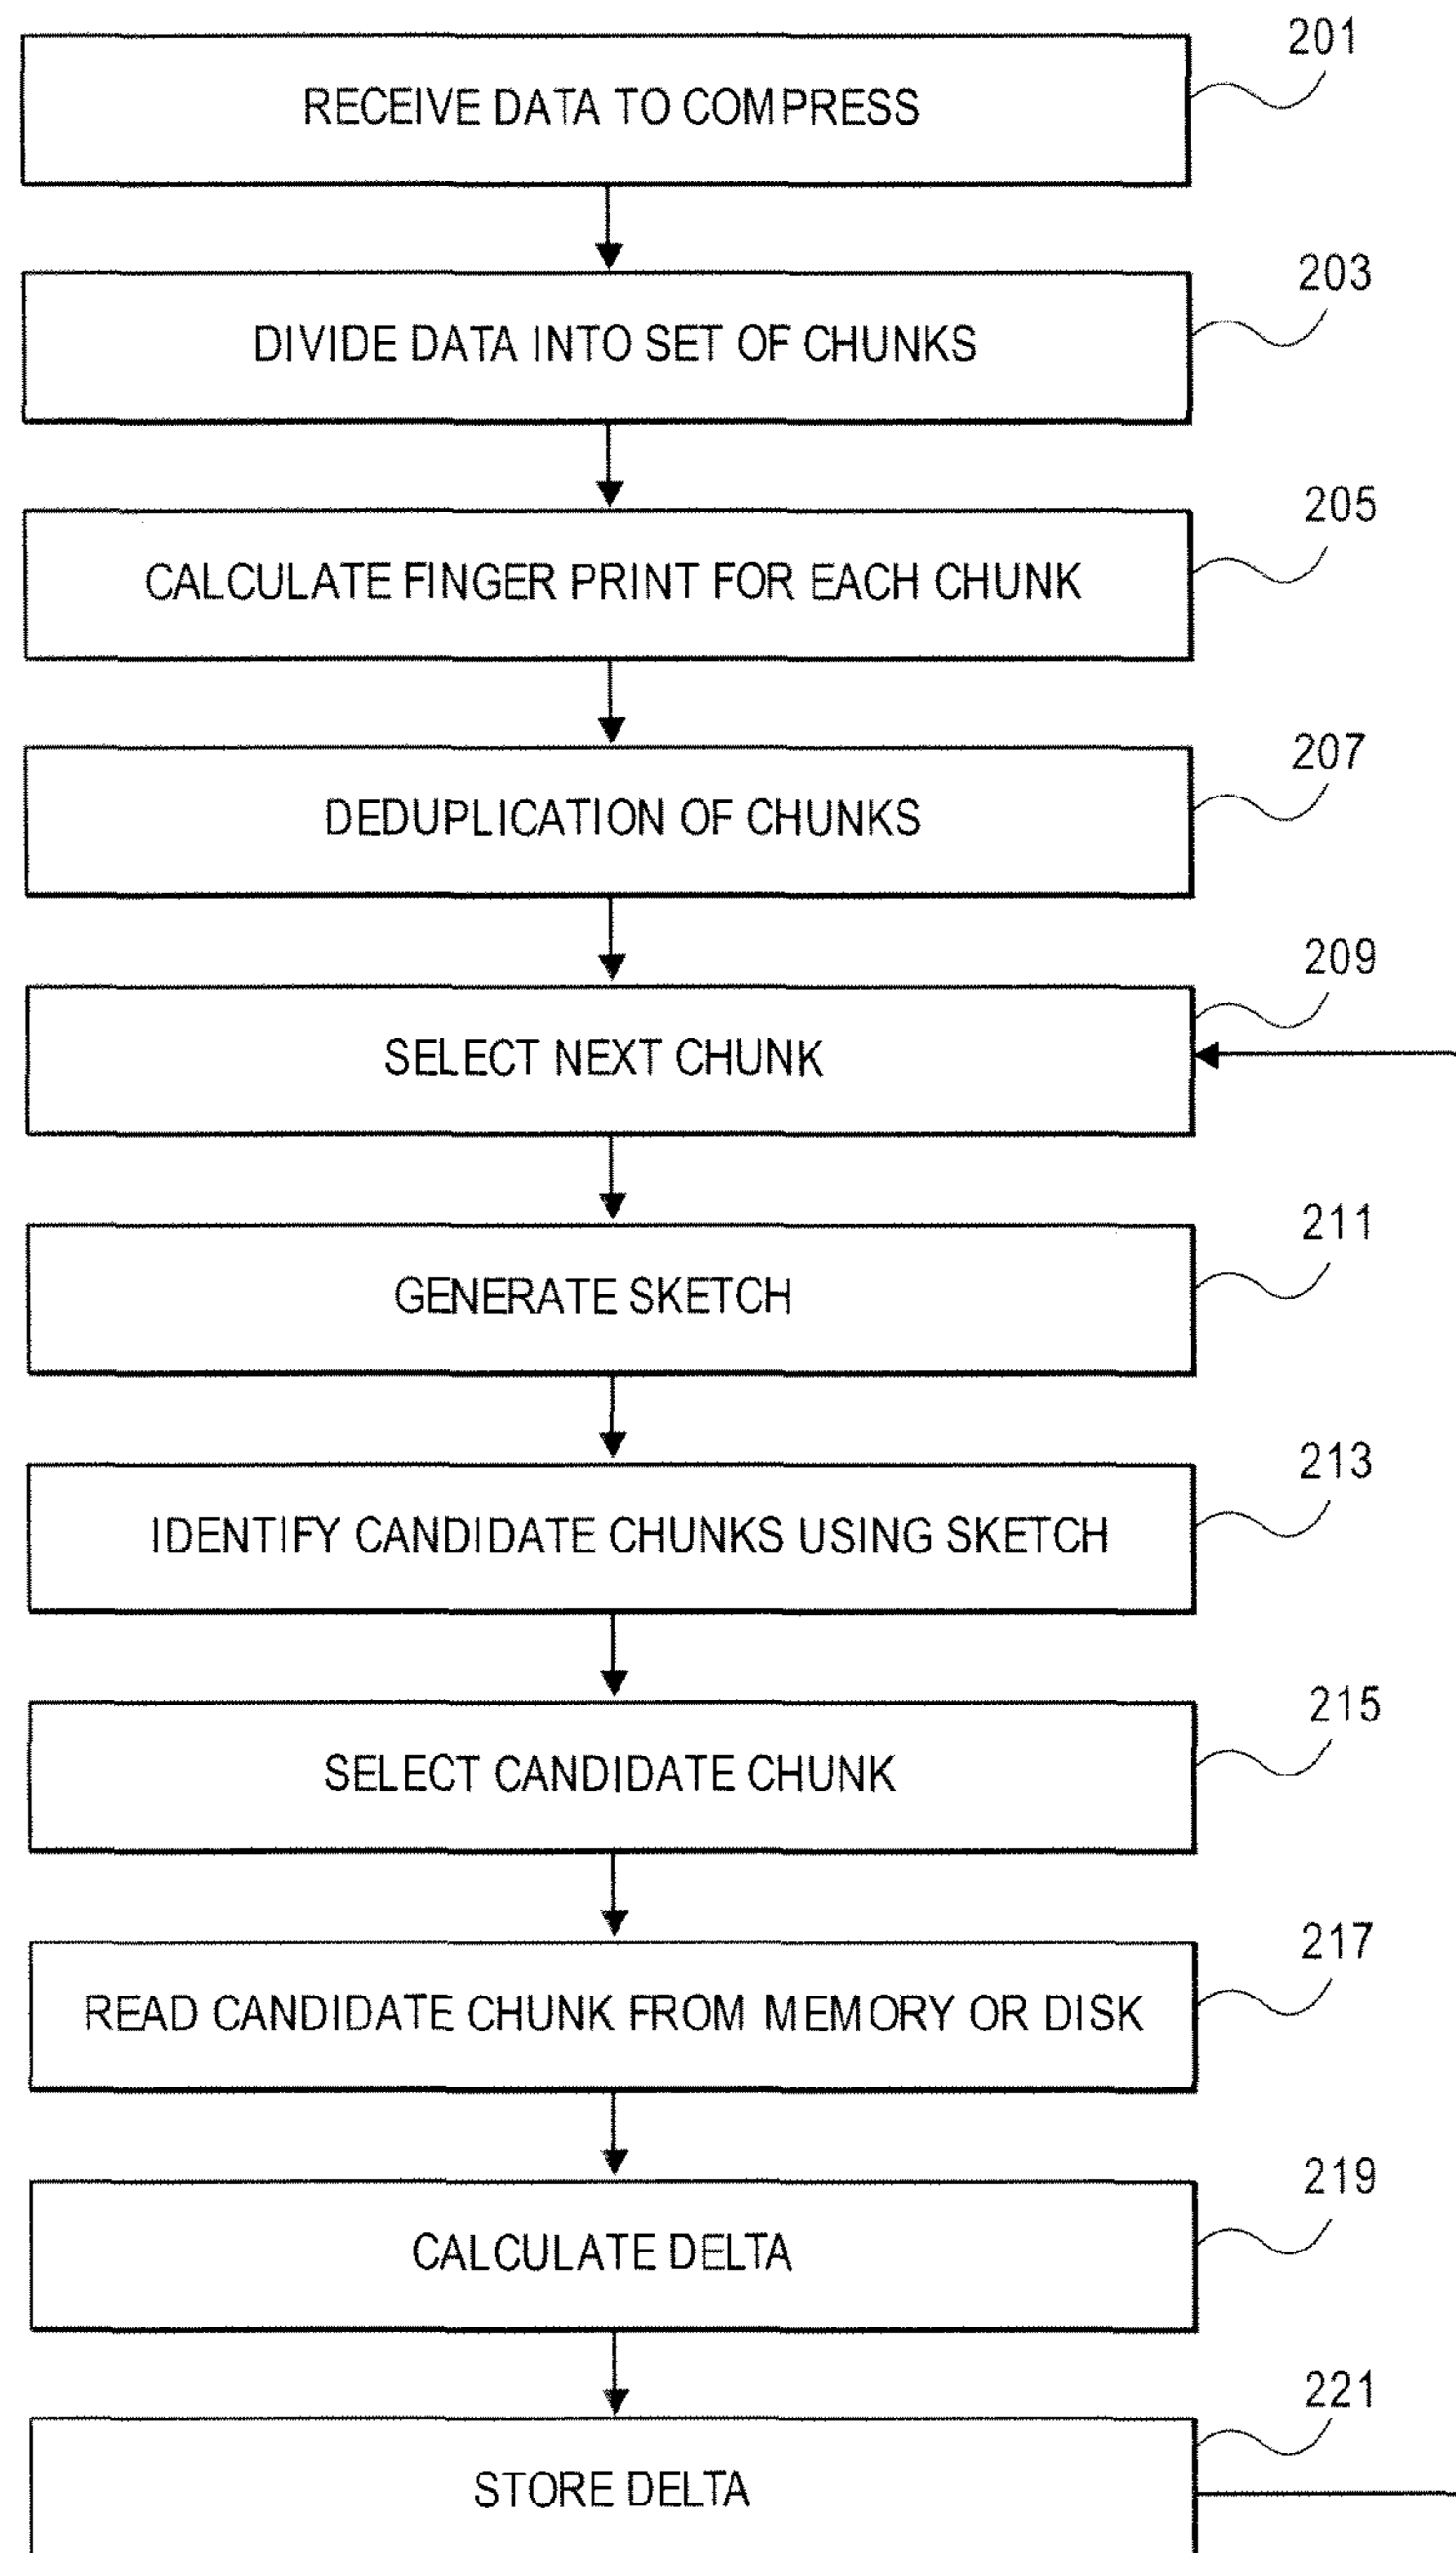 201
RECEIVE DATA TO COMPRESS
203
DIVIDE DATA INTO SET OF CHUNKS
205
CALCULATE FINGER PRINT FOR EACH CHUNK
207
DEDUPLICATION OF CHUNKS
209
SELECT NEXT CHUNK
211
GENERATE SKETCH
213
IDENTIFY CANDIDATE CHUNKS USING SKETCH
215
SELECT CANDIDATE CHUNK
217
READ CANDIDATE CHUNK FROM MEMORY OR DISK
219
CALCULATE DELTA
221
STORE DELTA